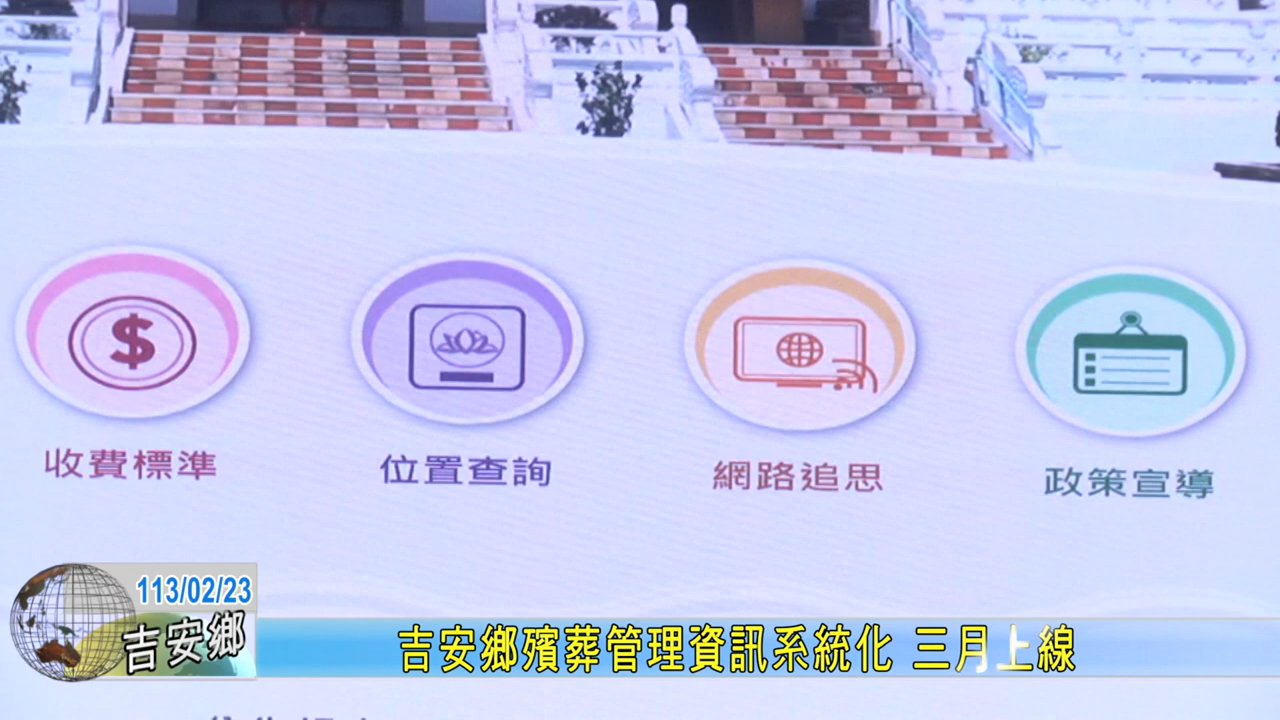 $
收費標準
位置查詢
網路追思
政策宣導
113/02/23
吉安鄉
吉安鄉殯葬管理資訊系統化 三月上線